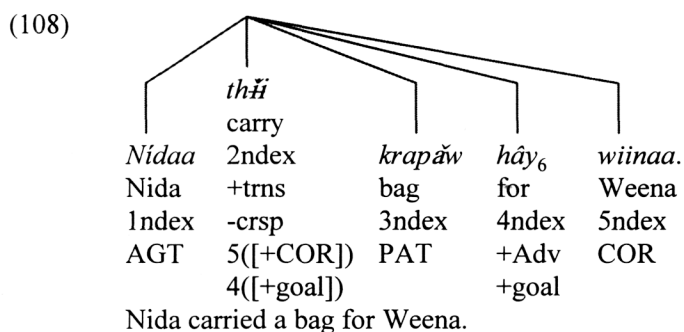 (108)
thɨ̌ɨ
carry
Nídaa 2ndex krapǎw hây₆ wiinaa.
Nida +trns bag for Weena
1ndex -crsp 3ndex 4ndex 5ndex
AGT 5([+COR]) PAT +Adv COR
4([+goal]) +goal
Nida carried a bag for Weena.